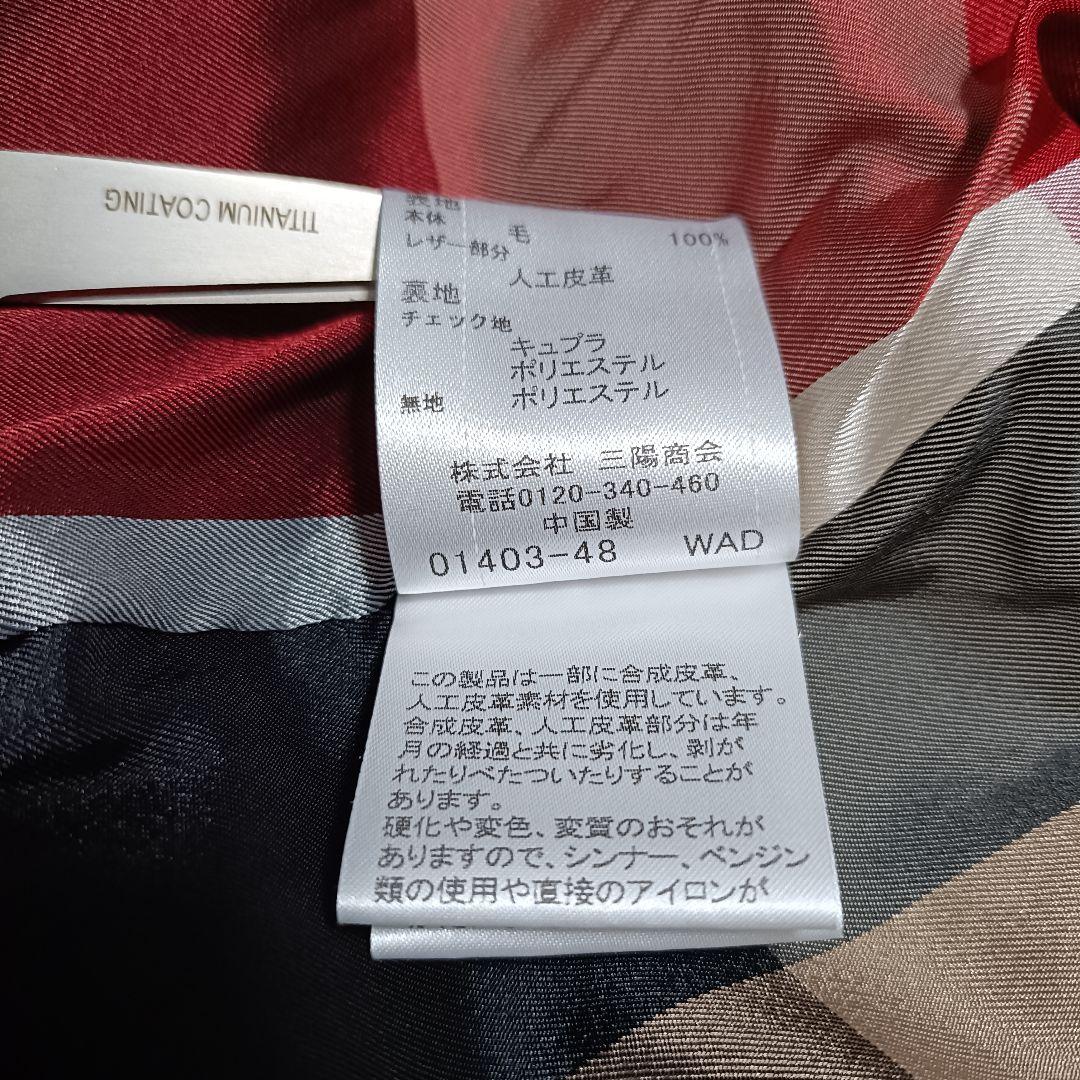 TITANIUM COATING
表地
本体
毛 100%
レザー部分
人工皮革
裏地
チェック地
キュプラ
ポリエステル
無地 ポリエステル
株式会社 三陽商会
電話0120-340-460
中国製
01403-48 WAD
この製品は一部に合成皮革、
人工皮革素材を使用しています。
合成皮革、人工皮革部分は年
月の経過と共に劣化し、剥が
れたりべたついたりすることが
あります。
硬化や変色、変質のおそれが
ありますので、シンナー、ベンジン
類の使用や直接のアイロンが